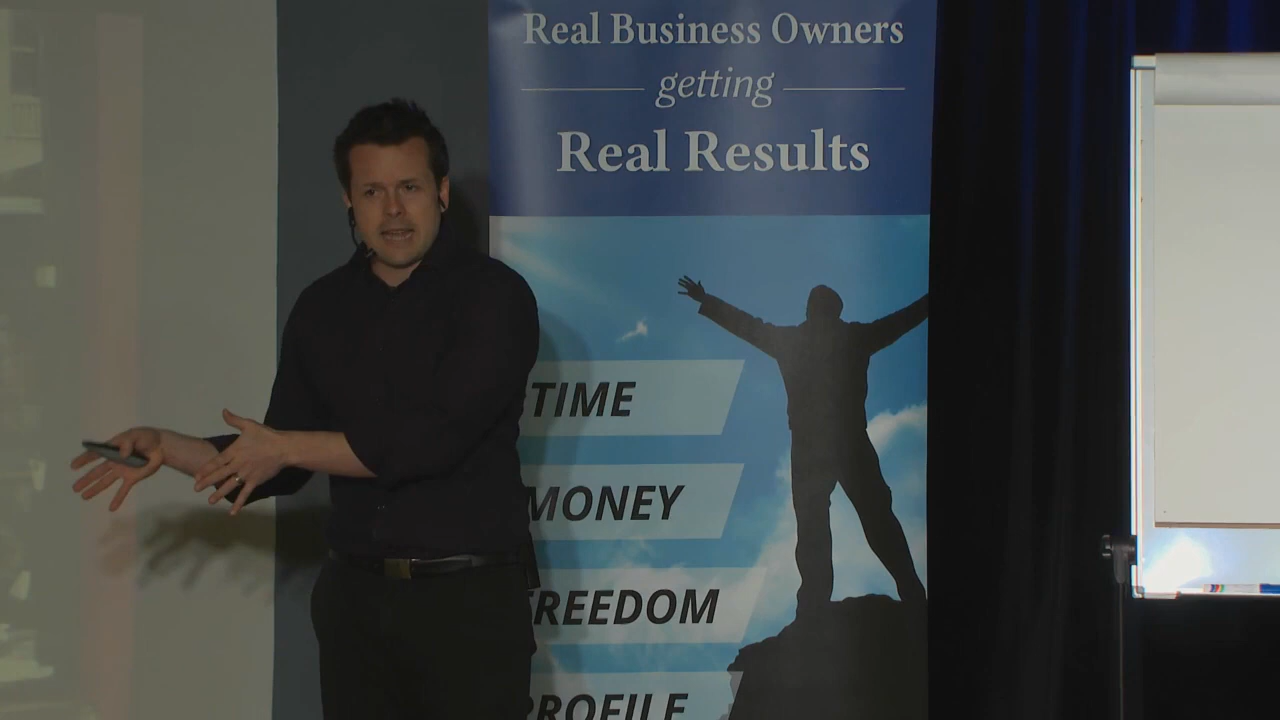 Real Business Owners
getting
Real Results
TIME
MONEY
FREEDOM
PROFILE